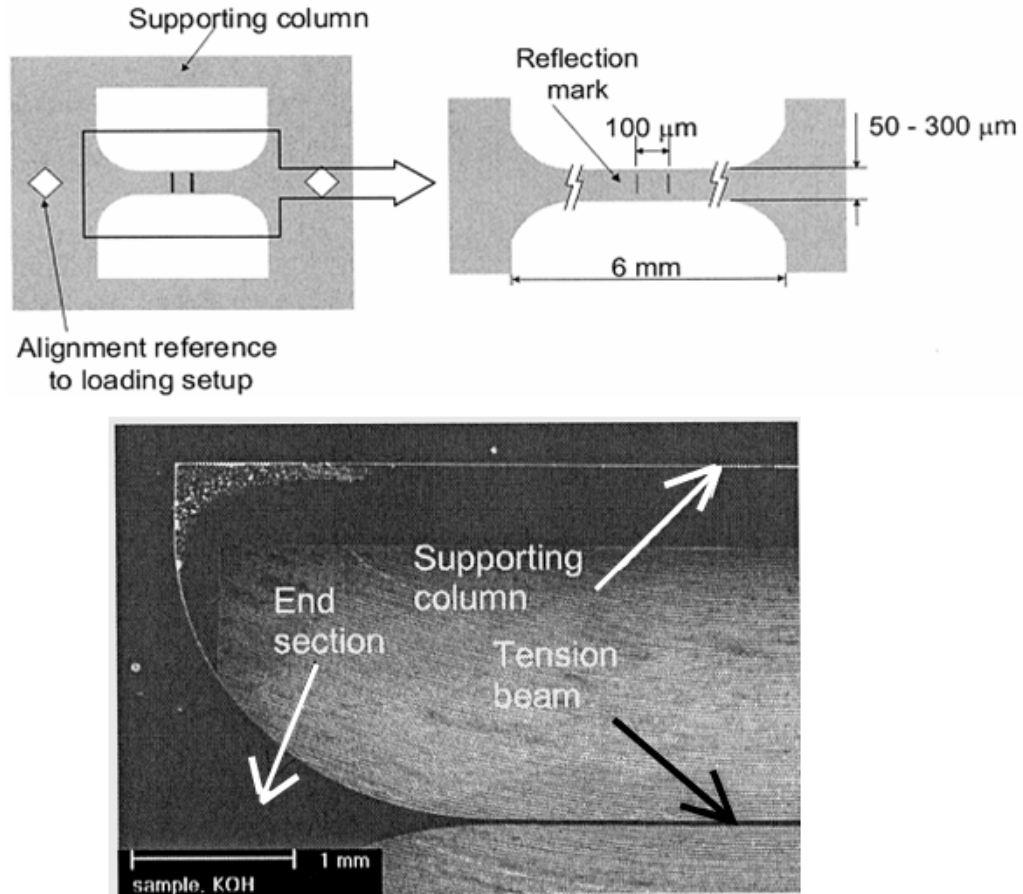 Supporting column
Reflection
mark
100 μm
50 - 300 μm
6 mm
Alignment reference
to loading setup
Supporting
column
End
section
Tension
beam
1 mm
sample, KOH